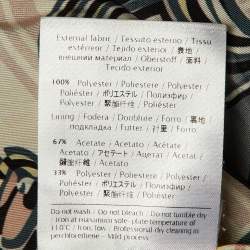 External fabric / Tessuto esterno / Tissu
extérieur / Tejido exterior / 表地 /
внешний материал / Oberstoff / 面料 /
Tecido exterior
100% Polyester / Poliestere / Polyester /
Poliéster / ポリエステル / Полиэфир /
Polyester / 聚酯纤维 / Poliéster
Lining / Fodera / Doublure / Forro / 裏地 /
подкладка / Futter / 里 / Forro
67% Acetate / Acetato / Acétate /
Acetato / アセテート / Ацетат / Acetat /
醋酯纤维 / Acetato
33% Polyester / Poliestere / Polyester /
Poliéster / ポリエステル / Полиэфир /
Polyester / 聚酯纤维 / Poliéster
Do not wash / Do not bleach / Do not tumble dry
Iron at maximum sole-plate temperature of
110°C / Iron, low / Professional dry cleaning in
perchloroethene / Mild process